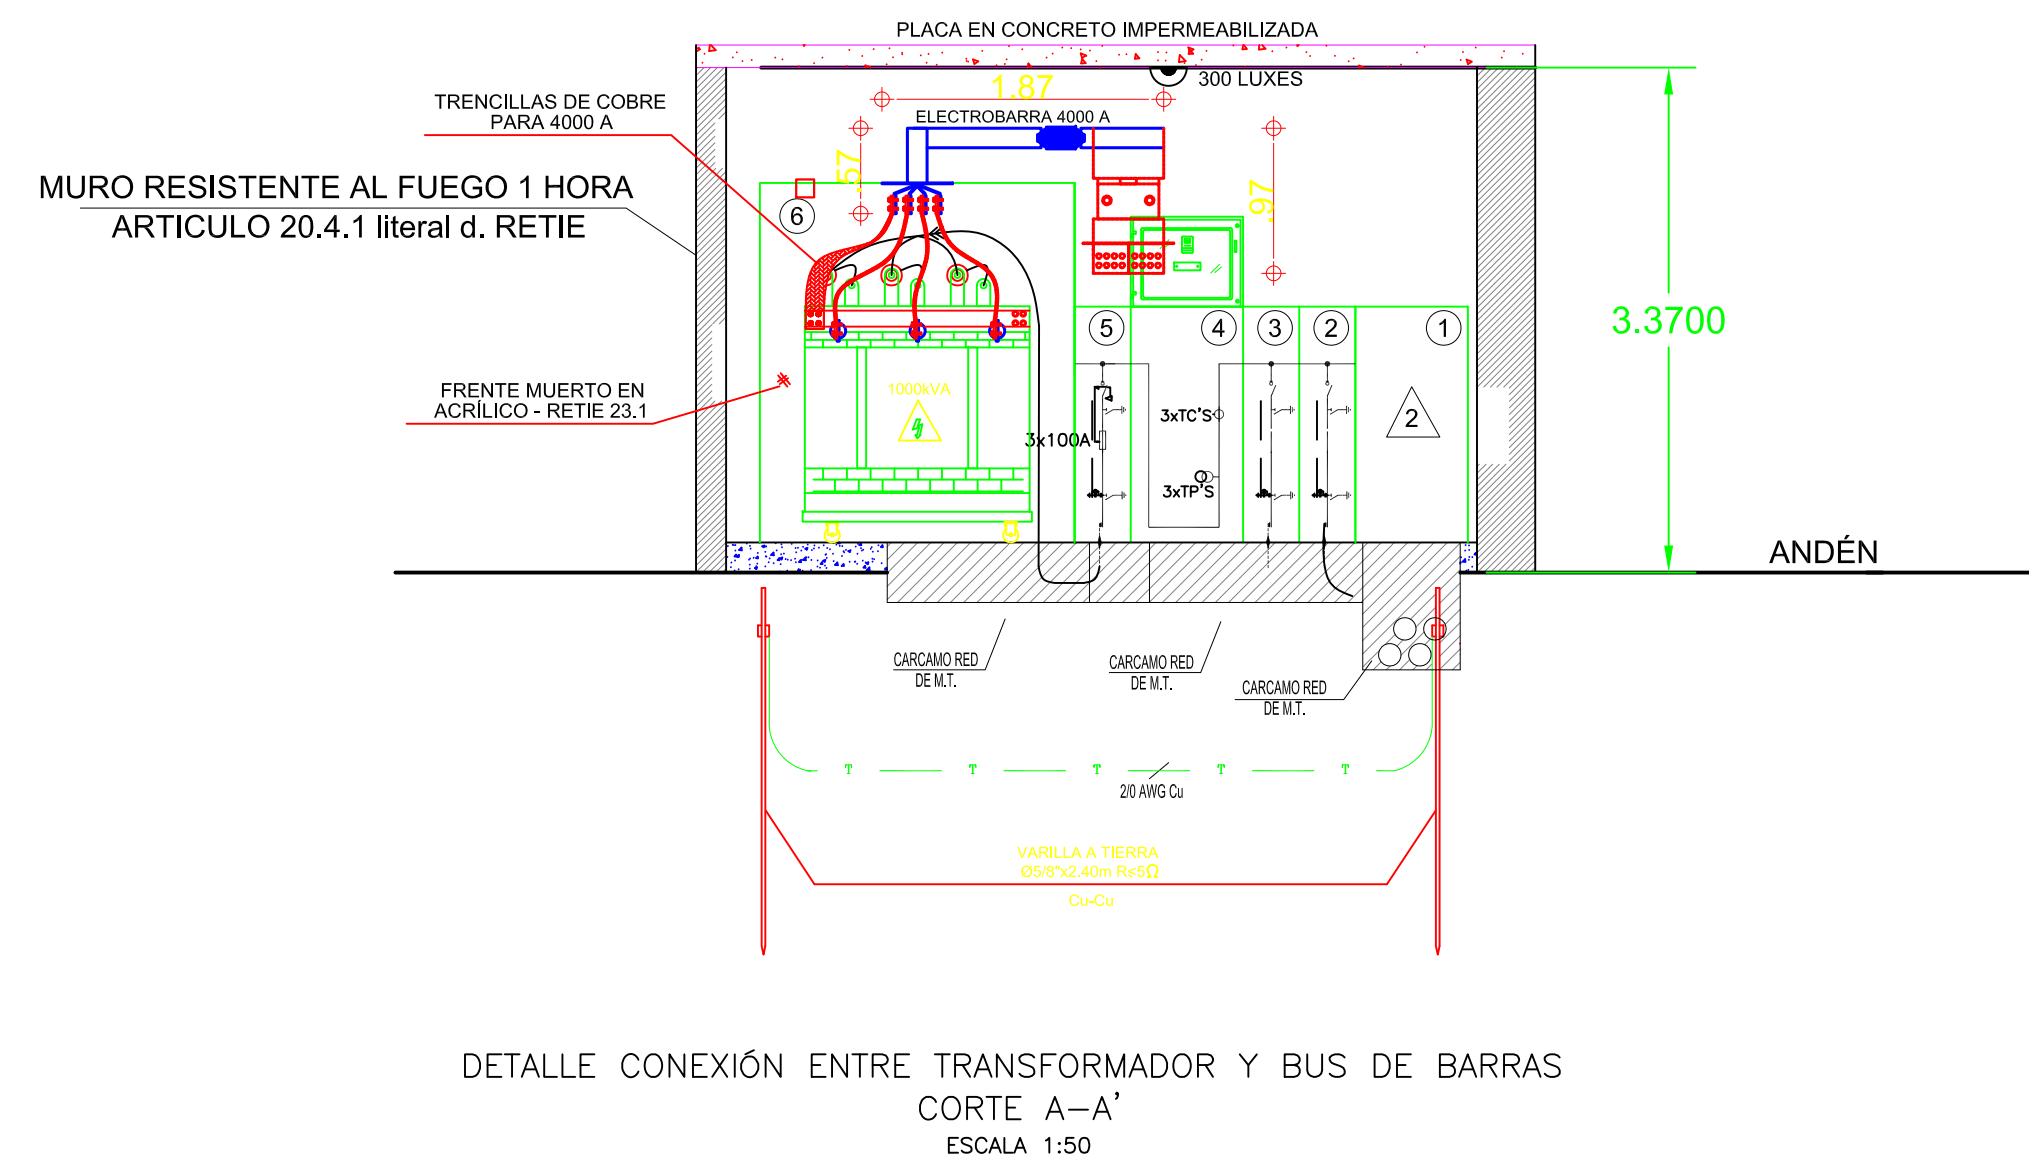 PLACA EN CONCRETO IMPERMEABILIZADA
300 LUXES
1.87
TRENCILLAS DE COBRE
PARA 4000 A
ELECTROBARRA 4000 A
.57
.97
MURO RESISTENTE AL FUEGO 1 HORA
ARTICULO 20.4.1 literal d. RETIE
6
3.3700
5
4
3
2
1
FRENTE MUERTO EN
ACRÍLICO - RETIE 23.1
1000kVA
3x100A
3xTC'S
3xTP'S
2
ANDÉN
CARCAMO RED
DE M.T.
CARCAMO RED
DE M.T.
CARCAMO RED
DE M.T.
T T T T T
2/0 AWG Cu
VARILLA A TIERRA
Ø5/8"x2.40m R≤5Ω
Cu-Cu
DETALLE CONEXIÓN ENTRE TRANSFORMADOR Y BUS DE BARRAS
CORTE A-A'
ESCALA 1:50